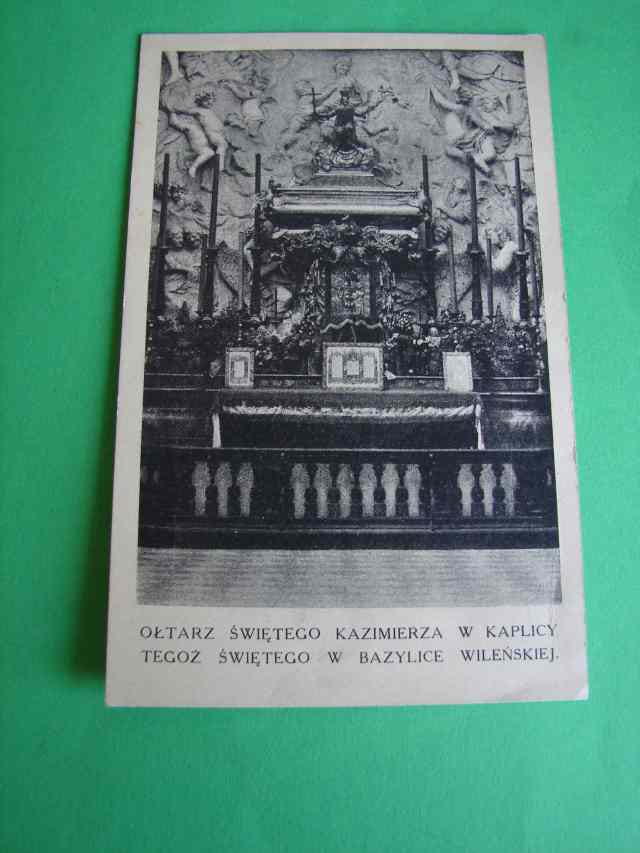 OŁTARZ ŚWIĘTEGO KAZIMIERZA W KAPLICY
TEGOŻ ŚWIĘTEGO W BAZYLICE WILEŃSKIEJ.